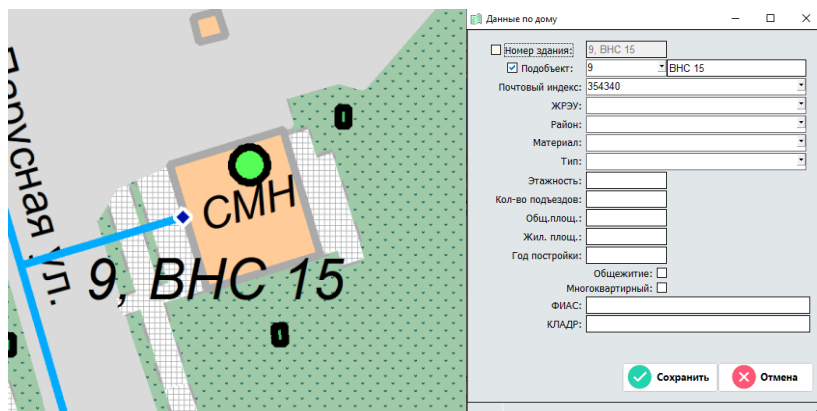 Парусная ул.
СМН
9, ВНС 15
Данные по дому
Номер здания:
9, ВНС 15
Подобъект:
9
ВНС 15
Почтовый индекс:
354340
ЖРЭУ:
Район:
Материал:
Тип:
Этажность:
Кол-во подъездов:
Общ.площ.:
Жил. площ.:
Год постройки:
Общежитие:
Многоквартирный:
ФИАС:
КЛАДР:
Сохранить
Отмена